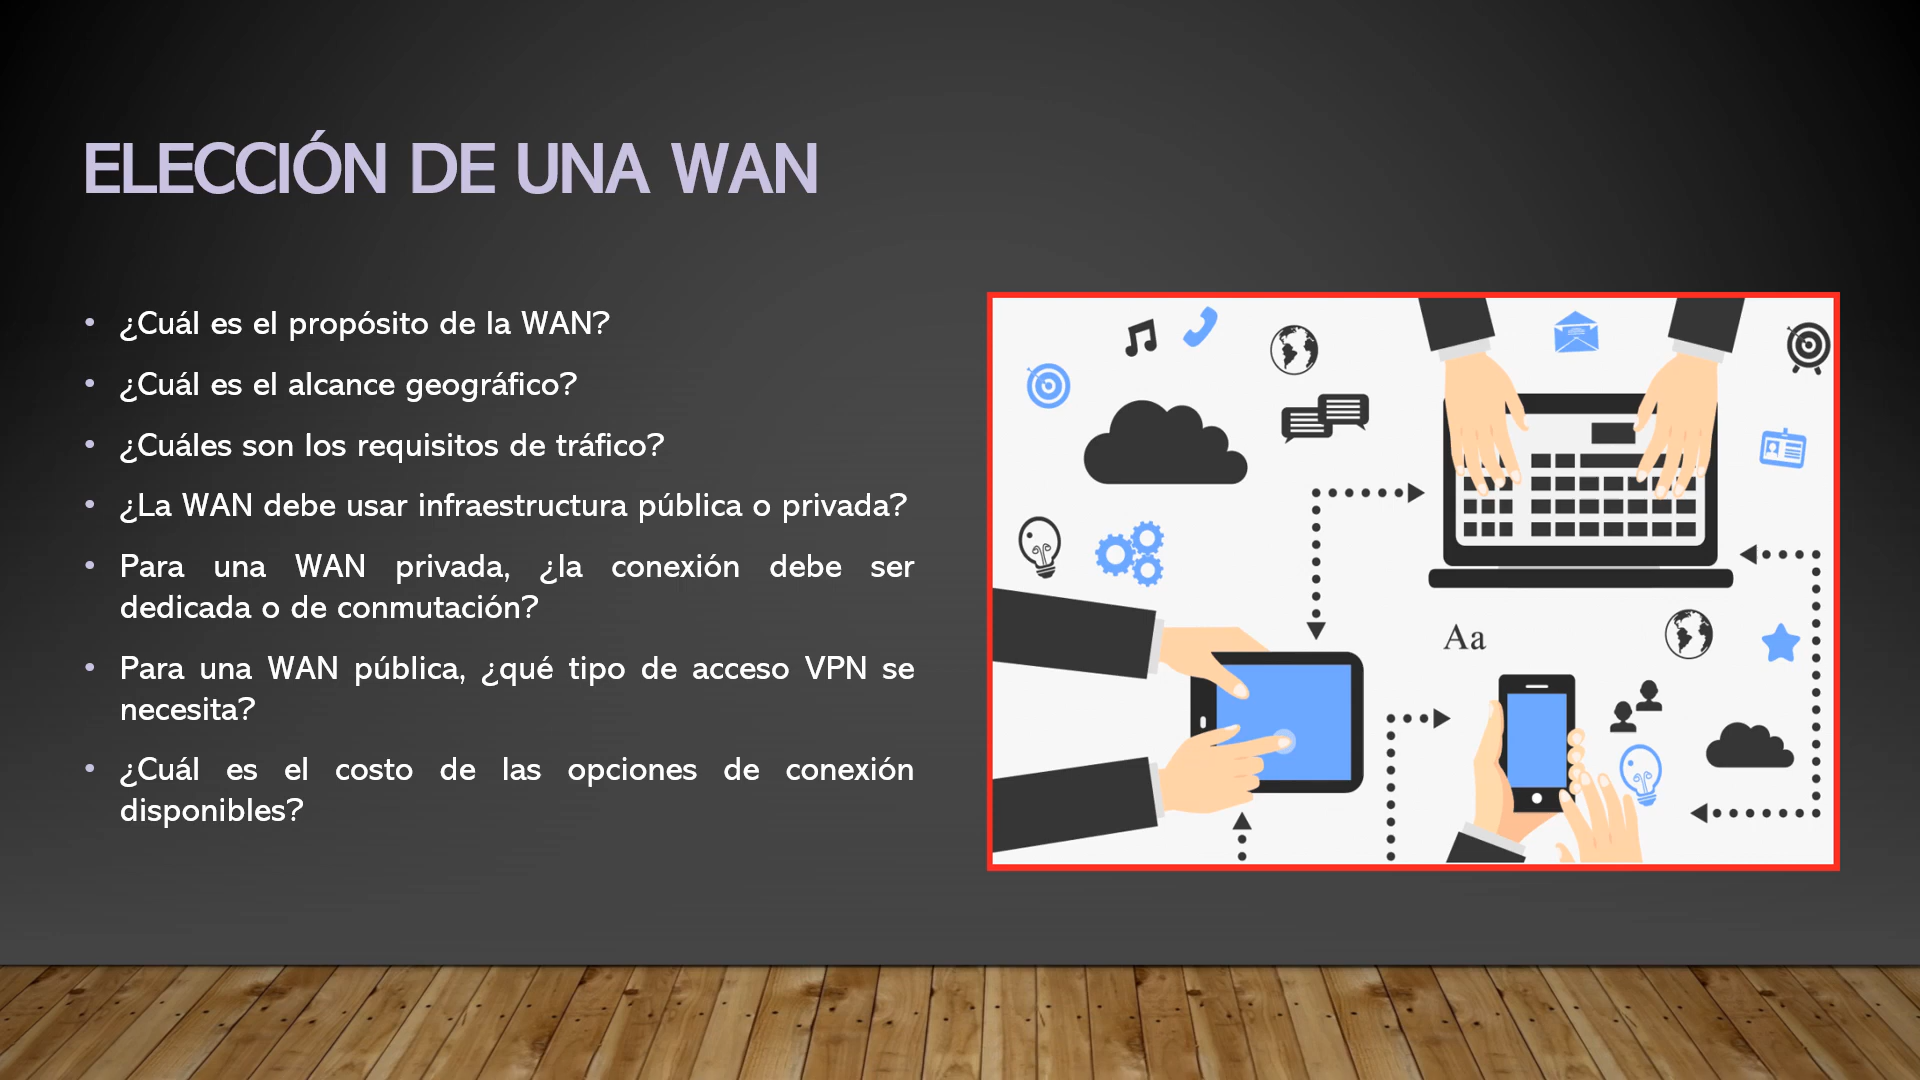 ELECCIÓN DE UNA WAN
• ¿Cuál es el propósito de la WAN?
• ¿Cuál es el alcance geográfico?
• ¿Cuáles son los requisitos de tráfico?
• ¿La WAN debe usar infraestructura pública o privada?
• Para una WAN privada, ¿la conexión debe ser
dedicada o de conmutación?
• Para una WAN pública, ¿qué tipo de acceso VPN se
necesita?
• ¿Cuál es el costo de las opciones de conexión
disponibles?
Aa